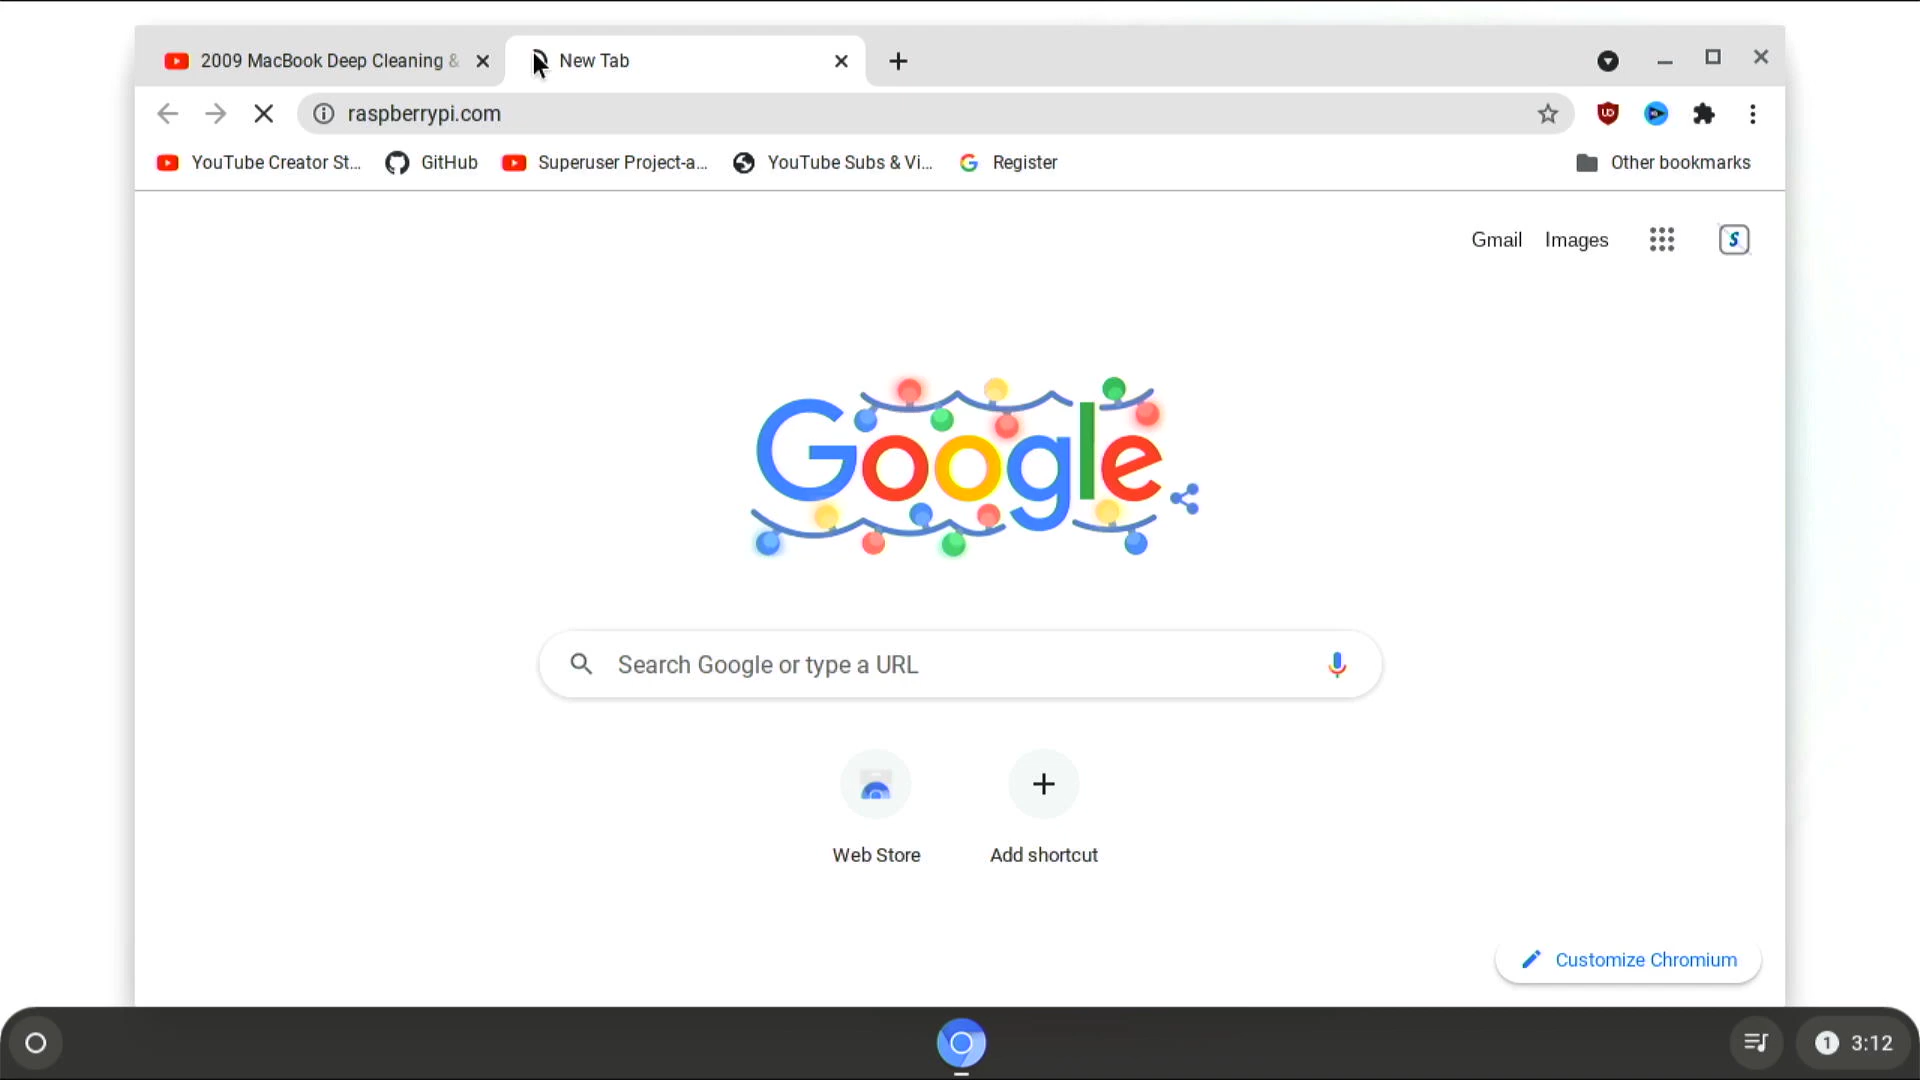 2009 MacBook Deep Cleaning &
New Tab
raspberrypi.com
YouTube Creator St...
GitHub
Superuser Project-a...
YouTube Subs & Vi...
Register
Other bookmarks
Gmail
Images
S
Google
Search Google or type a URL
Web Store
Add shortcut
Customize Chromium
1
3:12